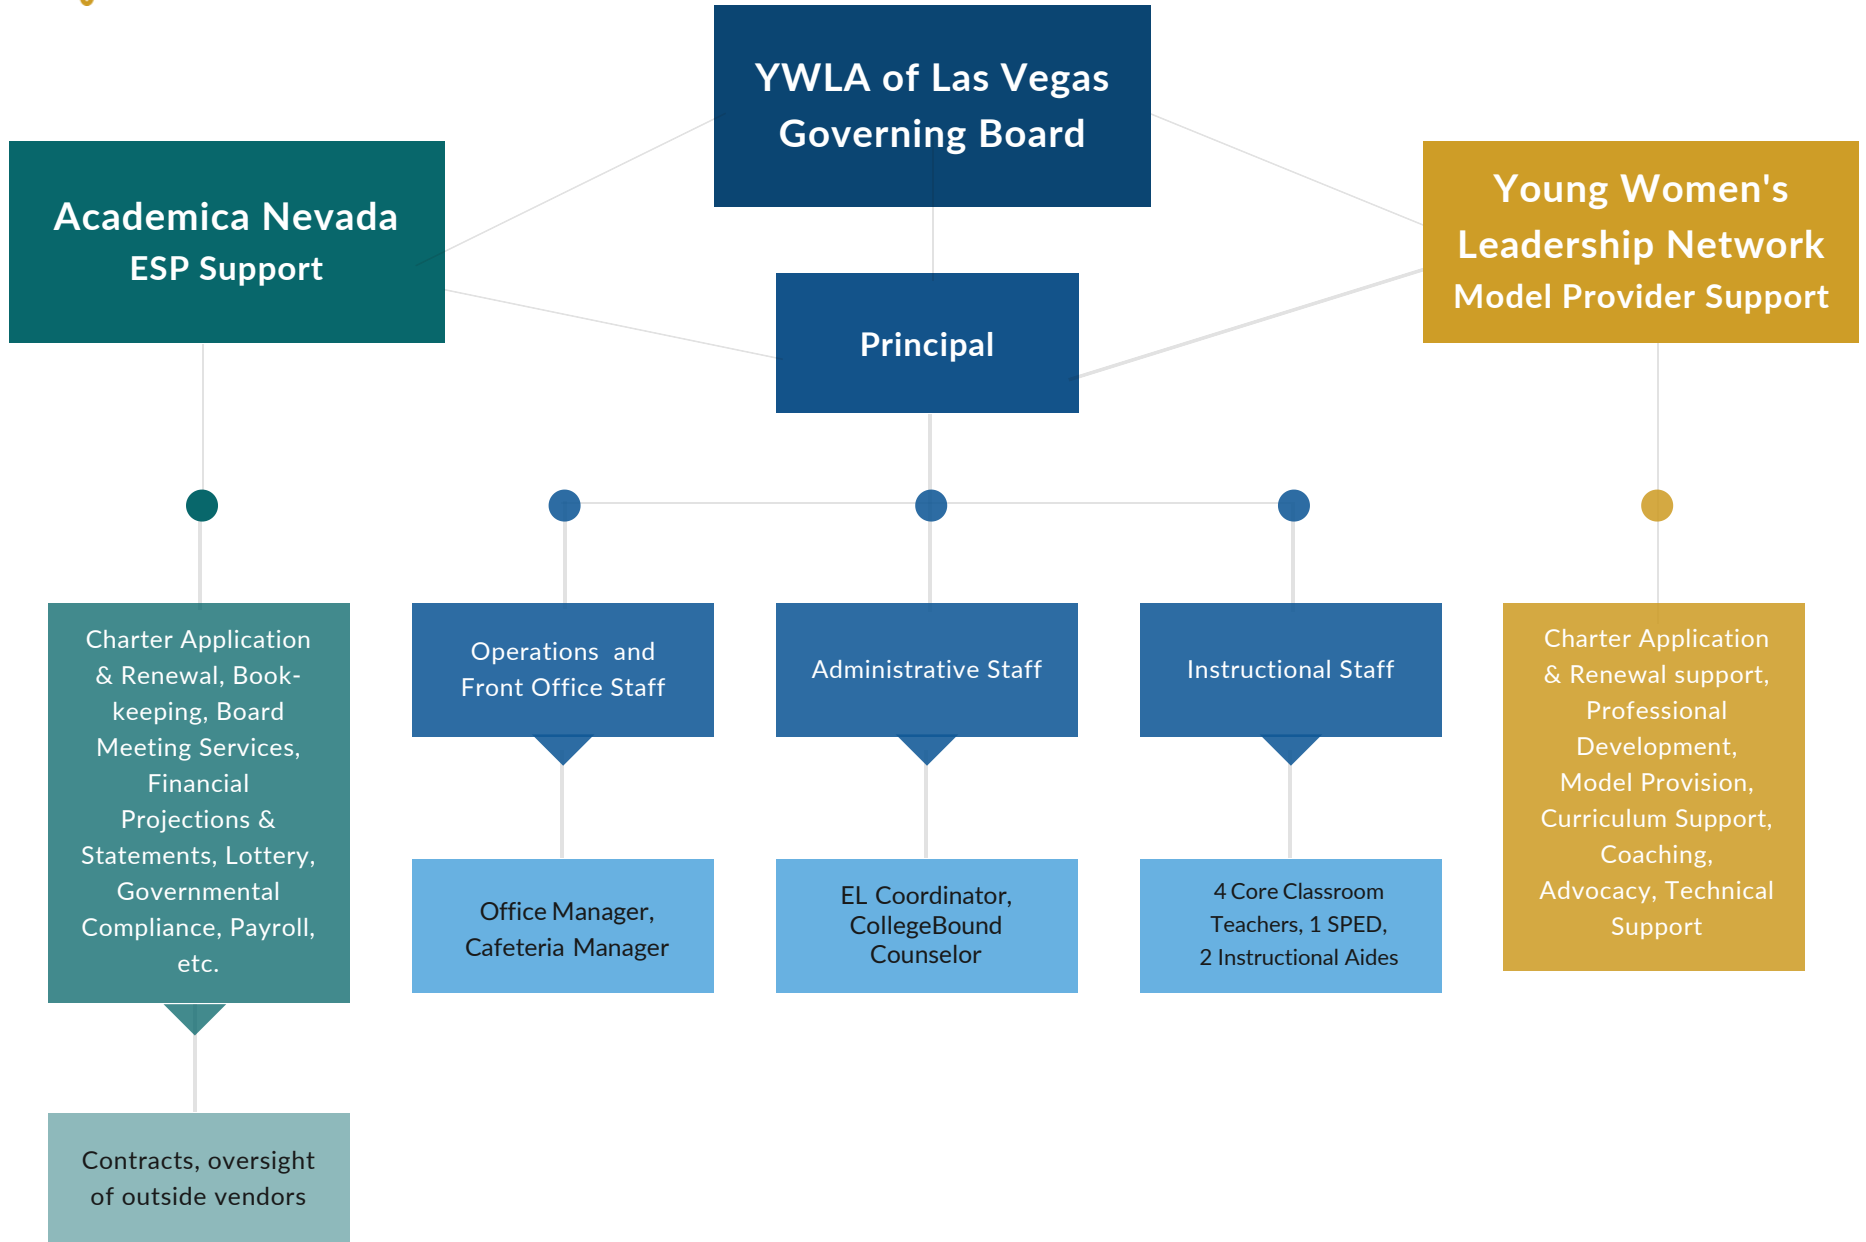 YWLA of Las Vegas
Governing Board
Academica Nevada
ESP Support
Young Women's
Leadership Network
Model Provider Support
Principal
Charter Application
& Renewal, Book-
keeping, Board
Meeting Services,
Financial
Projections &
Statements, Lottery,
Governmental
Compliance, Payroll,
etc.
Operations and
Front Office Staff
Administrative Staff
Instructional Staff
Charter Application
& Renewal support,
Professional
Development,
Model Provision,
Curriculum Support,
Coaching,
Advocacy, Technical
Support
Office Manager,
Cafeteria Manager
EL Coordinator,
CollegeBound
Counselor
4 Core Classroom
Teachers, 1 SPED,
2 Instructional Aides
Contracts, oversight
of outside vendors